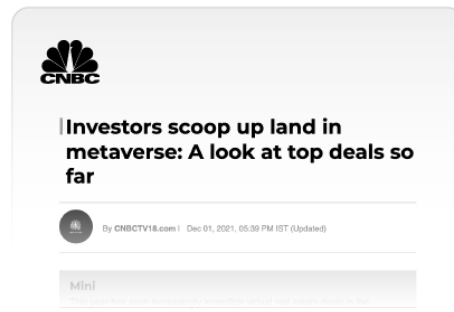 CNBC
Investors scoop up land in
metaverse: A look at top deals so
far
By CNBCTV18.com | Dec 01, 2021, 05:39 PM IST (Updated)
Mini